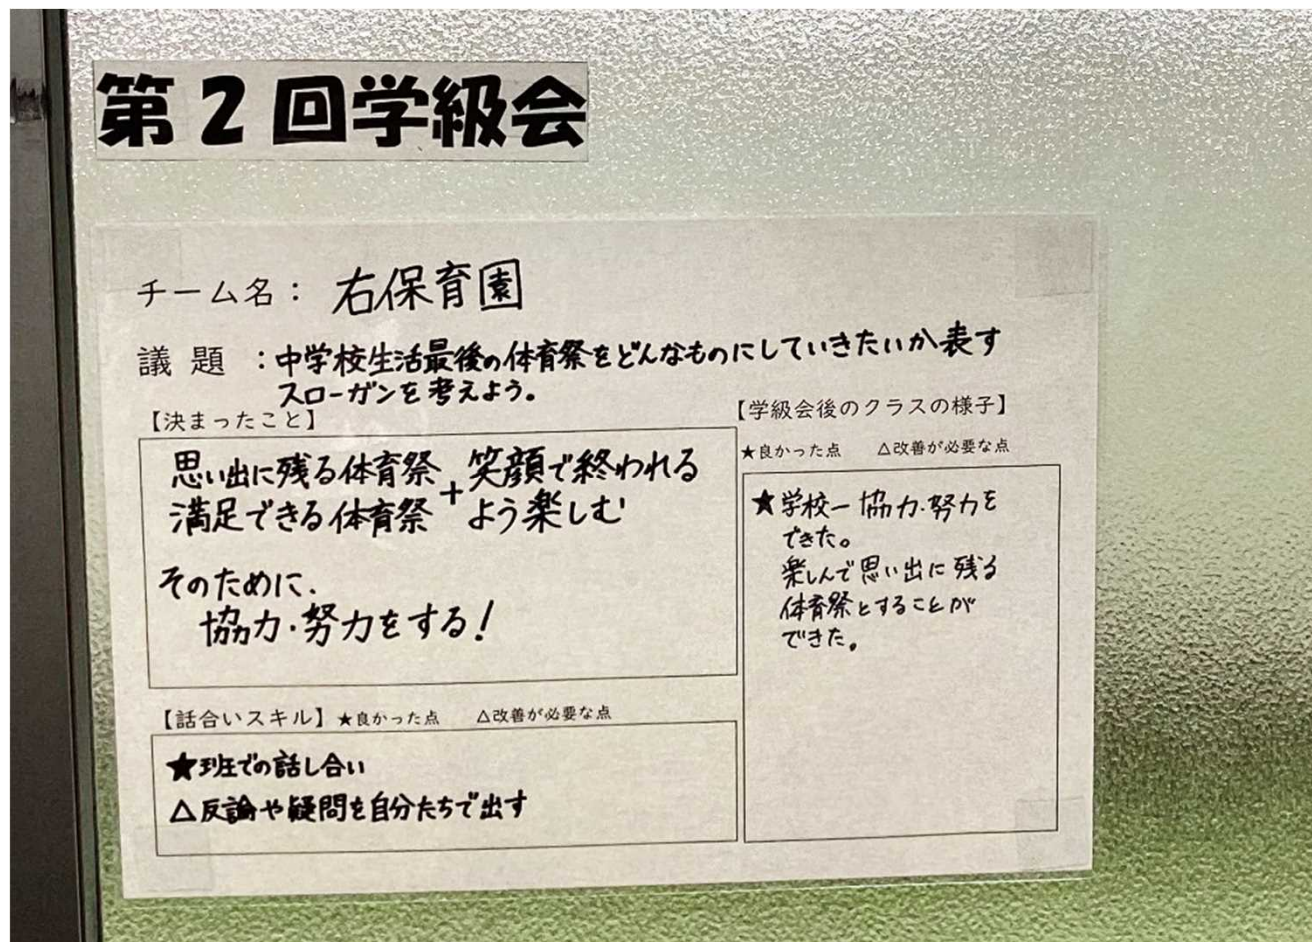 第2回学級会
チーム名： 右保育園
議題：中学校生活最後の体育祭をどんなものにしていきたいか表す
スローガンを考えよう。
【決まったこと】
思い出に残る体育祭
満足できる体育祭
+
笑顔で終われる
よう楽しむ
そのために、
協力・努力をする！
【話合いスキル】★良かった点 △改善が必要な点
★班での話し合い
△反論や疑問を自分たちで出す
【学級会後のクラスの様子】
★良かった点 △改善が必要な点
★学校一協力・努力を
できた。
楽しんで思い出に残る
体育祭とすることが
できた。